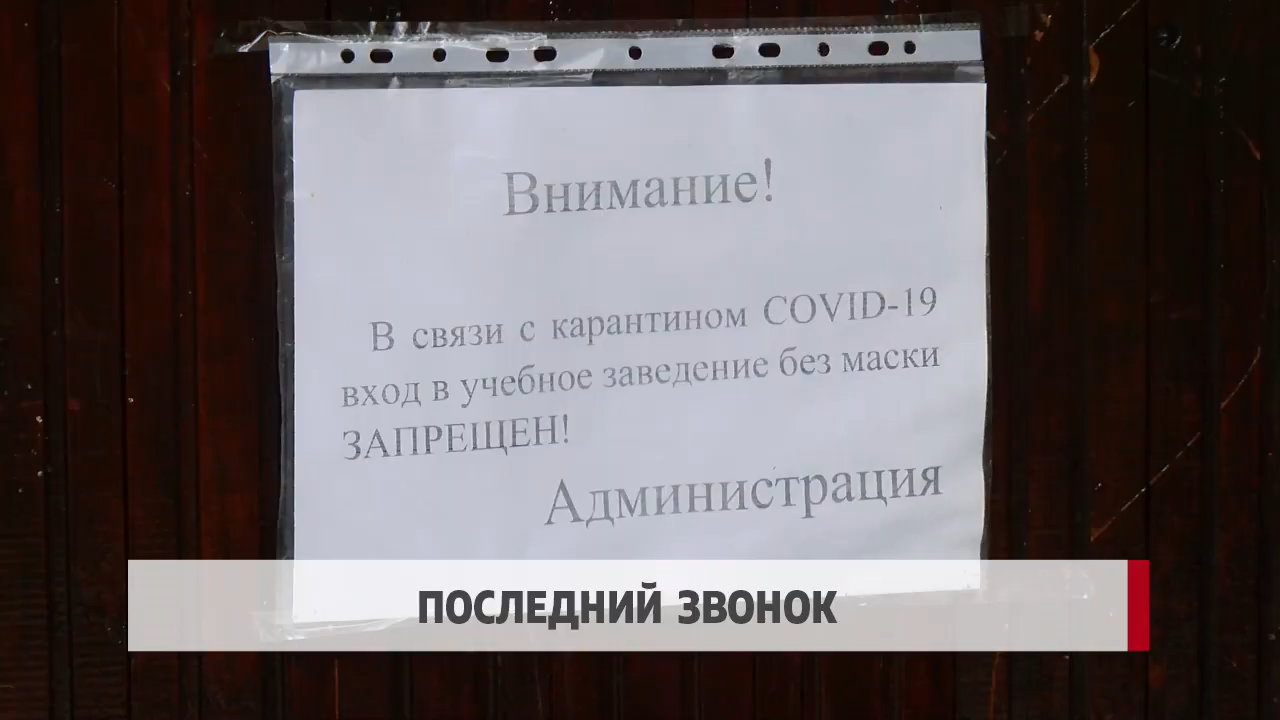 Внимание!
В связи с карантином COVID-19
вход в учебное заведение без маски
ЗАПРЕЩЕН!
Администрация
ПОСЛЕДНИЙ ЗВОНОК